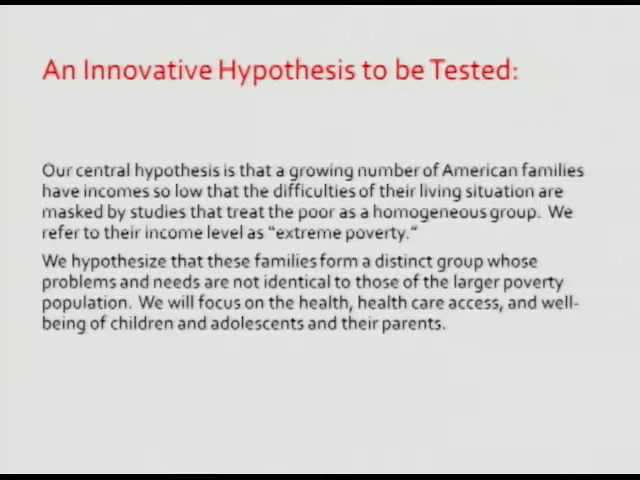 An Innovative Hypothesis to be Tested:
Our central hypothesis is that a growing number of American families
have incomes so low that the difficulties of their living situation are
masked by studies that treat the poor as a homogeneous group.  We
refer to their income level as “extreme poverty.“
We hypothesize that these families form a distinct group whose
problems and needs are not identical to those of the larger poverty
population.  We will focus on the health, health care access, and well-
being of children and adolescents and their parents.